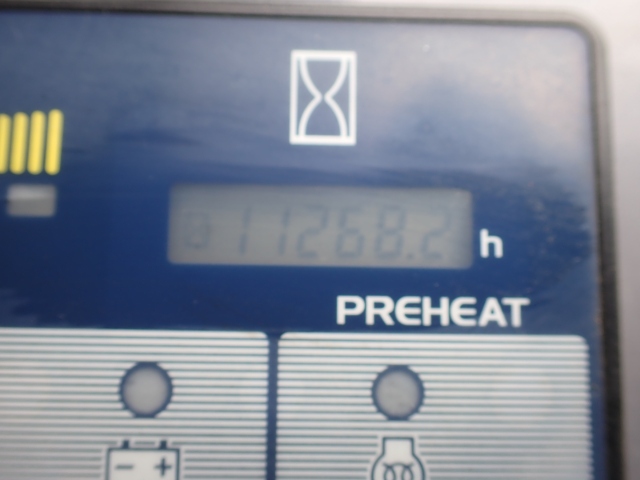 11268.2 h
PREHEAT
- +